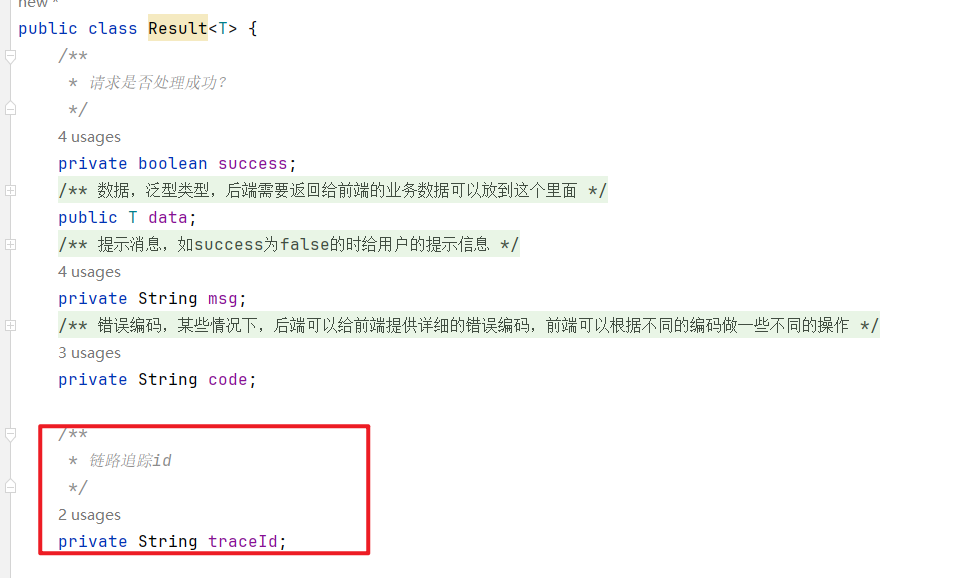 new *
public class Result<T> {
/**
* 请求是否处理成功？
*/
4 usages
private boolean success;
/** 数据，泛型类型，后端需要返回给前端的业务数据可以放到这个里面 */
public T data;
/** 提示消息，如success为false的时给用户的提示信息 */
4 usages
private String msg;
/** 错误编码，某些情况下，后端可以给前端提供详细的错误编码，前端可以根据不同的编码做一些不同的操作 */
3 usages
private String code;
/**
* 链路追踪id
*/
2 usages
private String traceId;